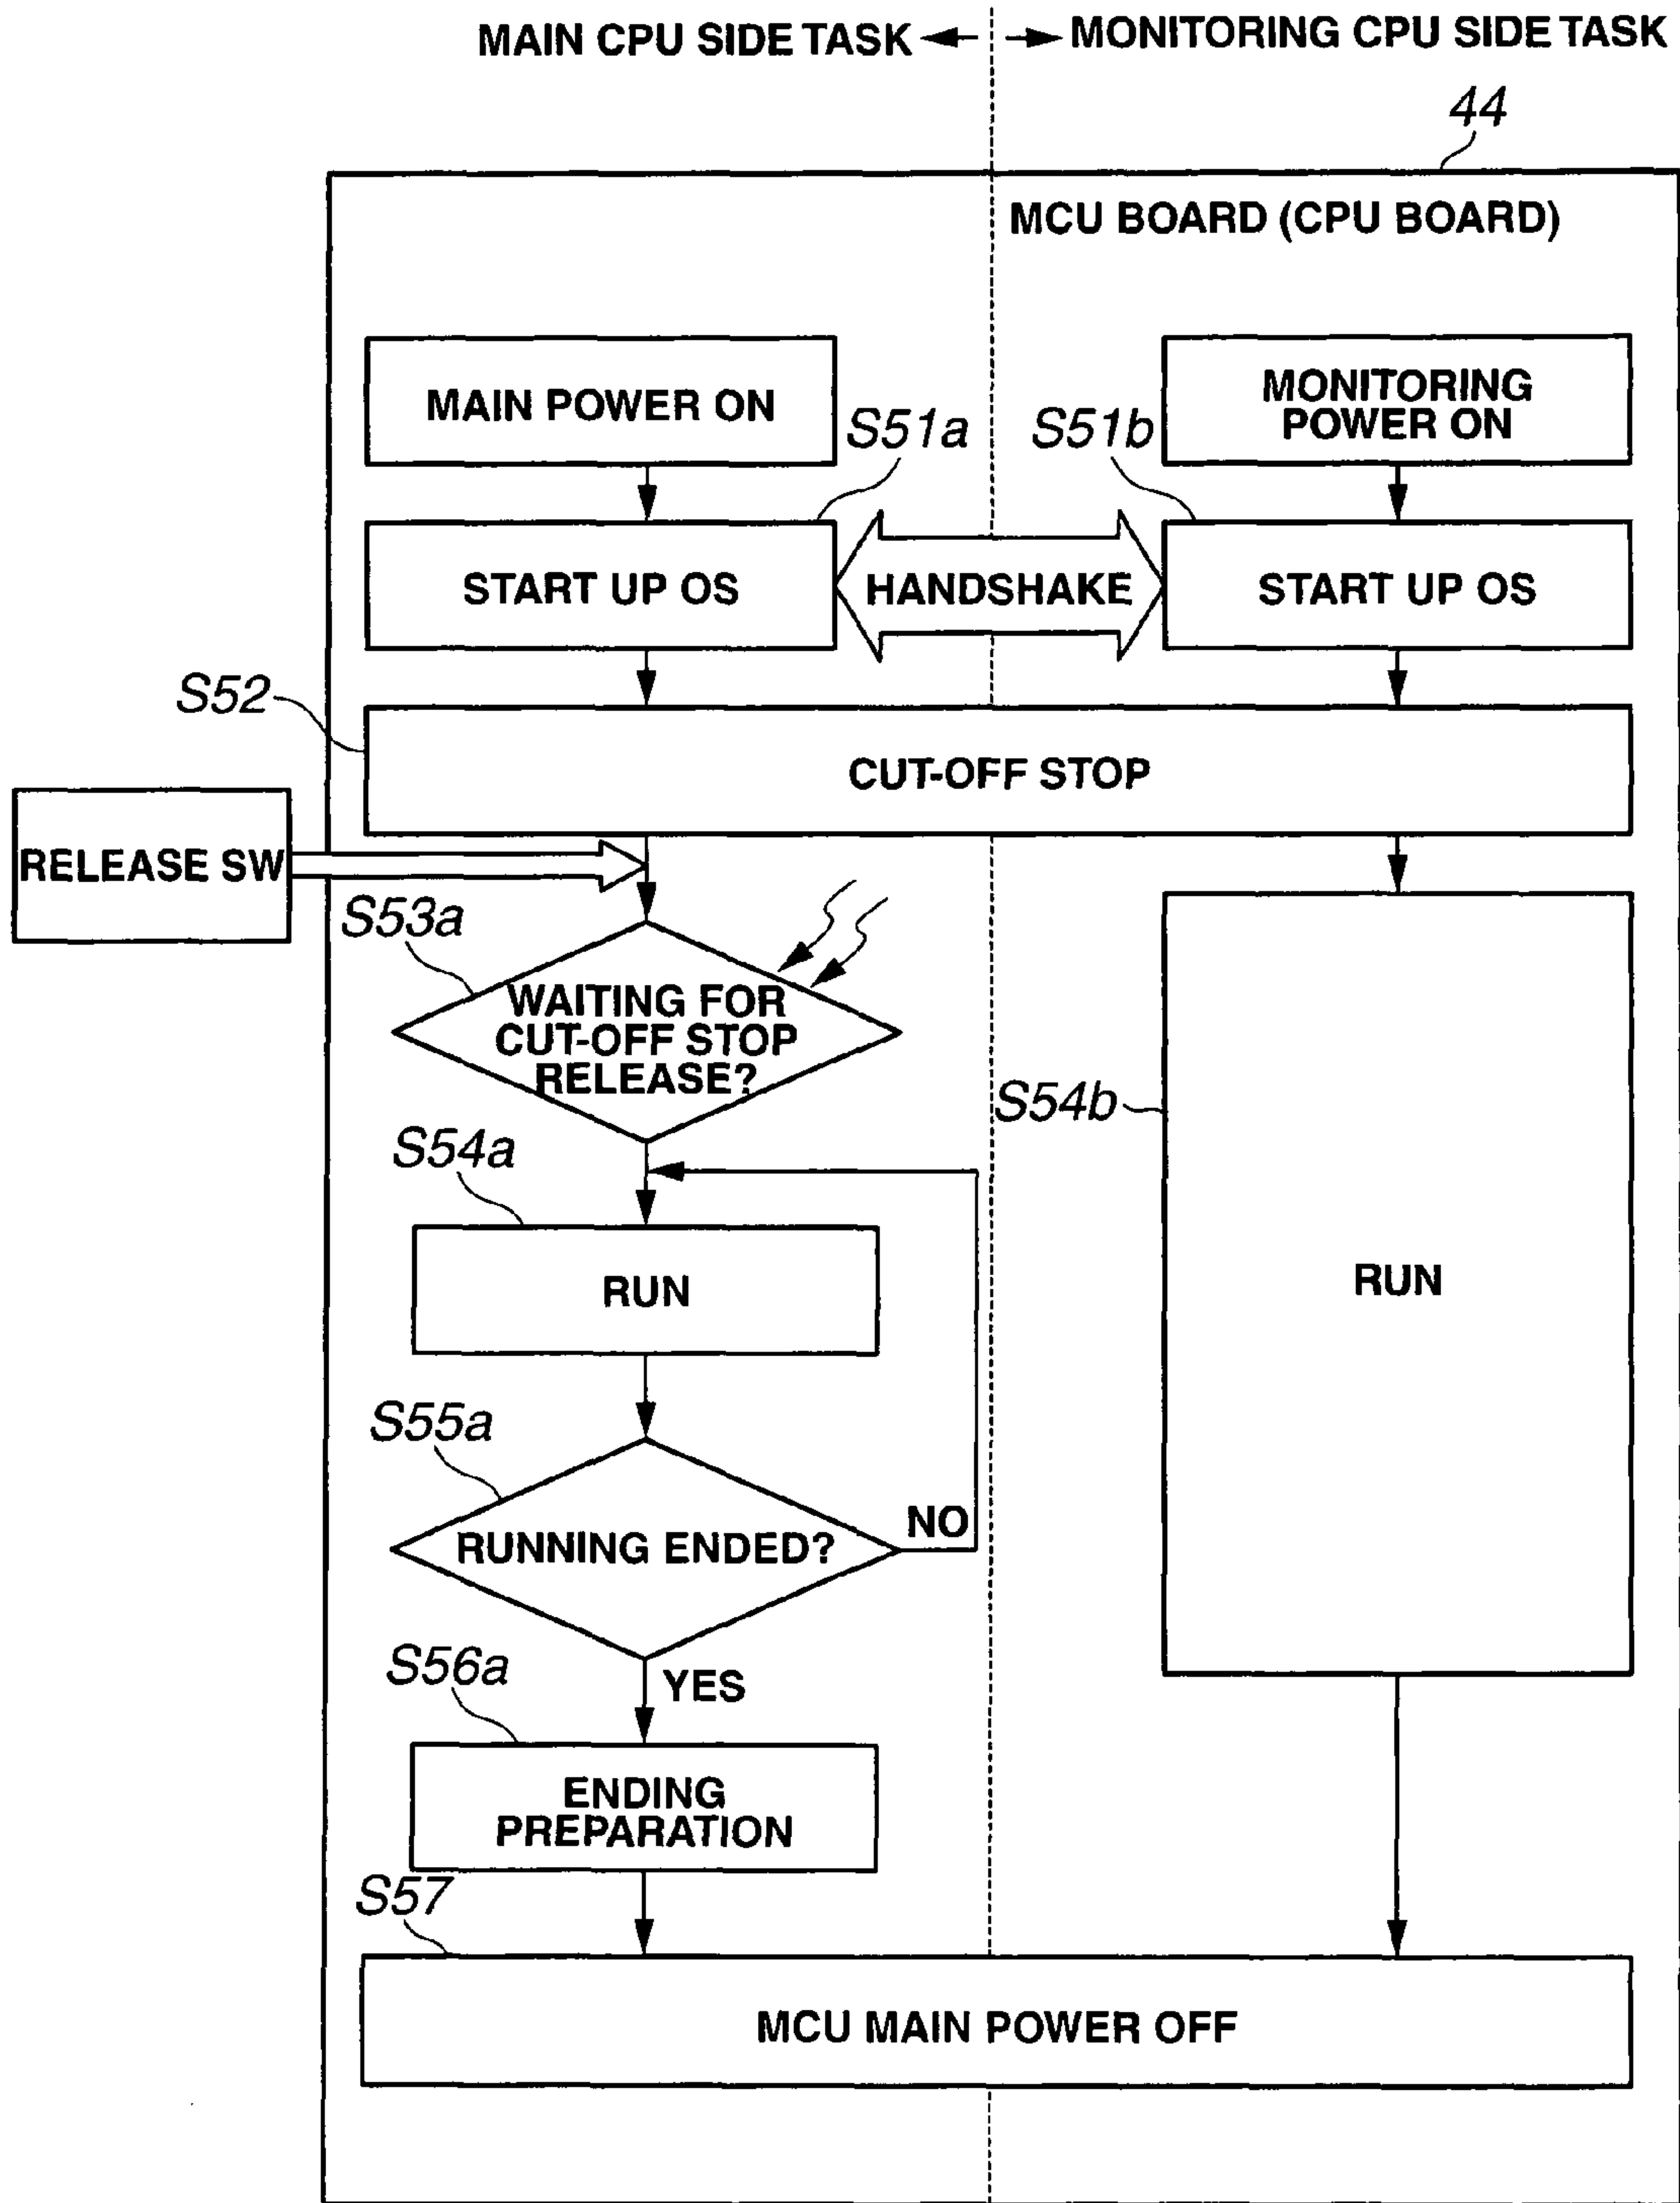 MAIN CPU SIDE TASK
MONITORING CPU SIDE TASK
44
MCU BOARD (CPU BOARD)
MAIN POWER ON
MONITORING
POWER ON
S51a
S51b
START UP OS
HANDSHAKE
START UP OS
S52
CUT-OFF STOP
RELEASE SW
S53a
WAITING FOR
CUT-OFF STOP
RELEASE?
S54a
S54b
RUN
RUN
S55a
RUNNING ENDED?
NO
YES
S56a
ENDING
PREPARATION
S57
MCU MAIN POWER OFF